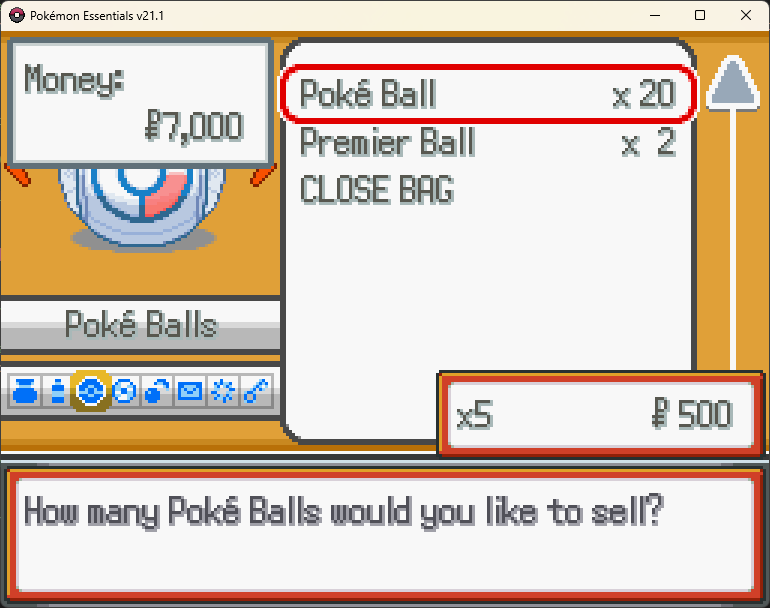 Pokémon Essentials v21.1
Money:
₽7,000
Poké Ball x 20
Premier Ball x 2
CLOSE BAG
Poké Balls
x5 ₽ 500
How many Poké Balls would you like to sell?